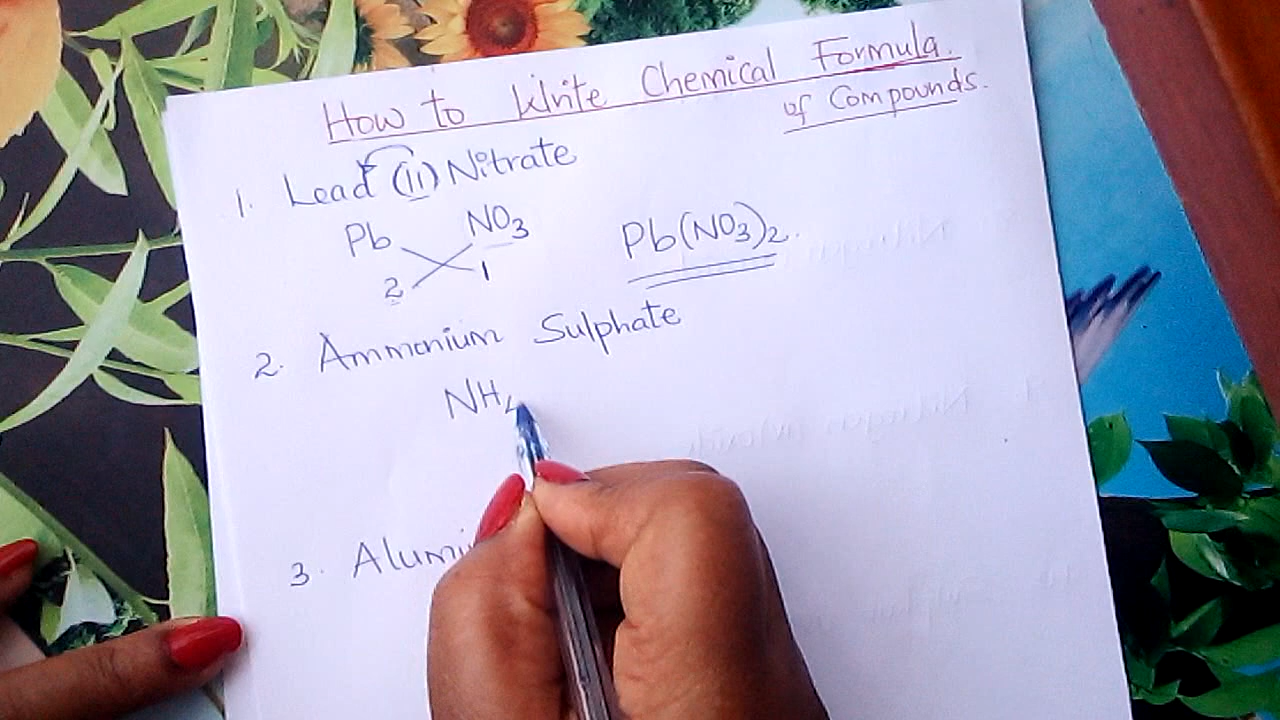 How to Write Chemical Formula
of Compounds.
1. Lead (II) Nitrate
Pb NO3 Pb(NO3)2.
2 1
2. Ammonium Sulphate
NH4
3. Alumi